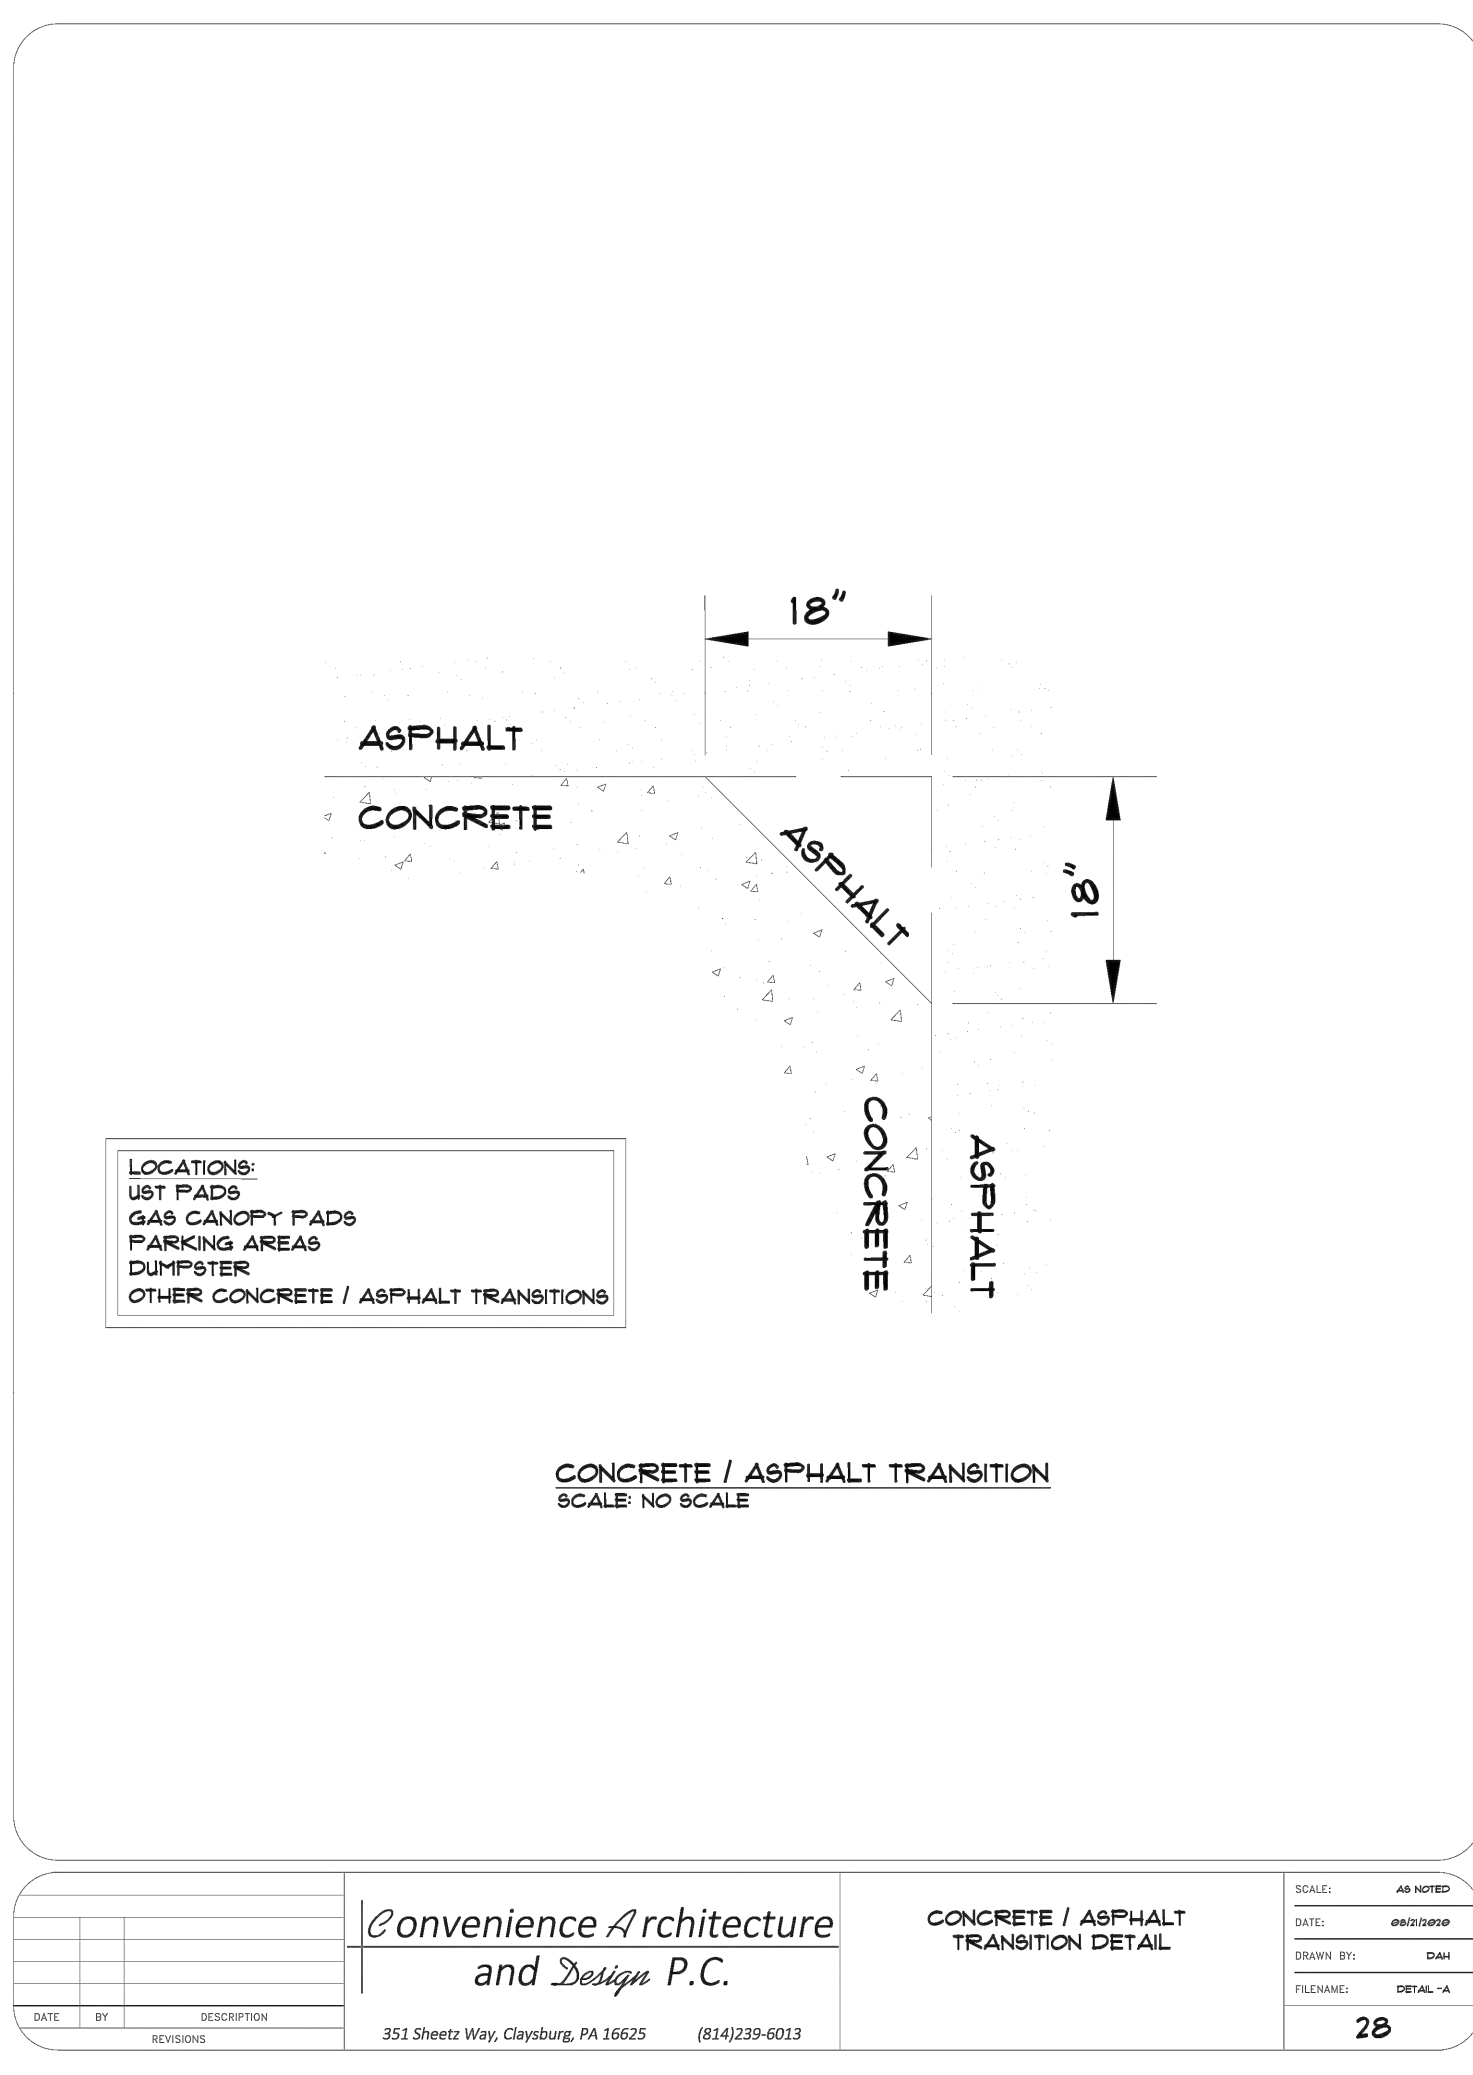 18"
ASPHALT
CONCRETE
ASPHALT
18"
CONCRETE
ASPHALT
LOCATIONS:
UST PADS
GAS CANOPY PADS
PARKING AREAS
DUMPSTER
OTHER CONCRETE / ASPHALT TRANSITIONS
CONCRETE / ASPHALT TRANSITION
SCALE: NO SCALE
DATE BY DESCRIPTION
REVISIONS
Convenience Architecture
and Design P.C.
351 Sheetz Way, Claysburg, PA 16625 (814)239-6013
CONCRETE / ASPHALT
TRANSITION DETAIL
SCALE: AS NOTED
DATE: 08/21/2020
DRAWN BY: DAH
FILENAME: DETAIL -A
28